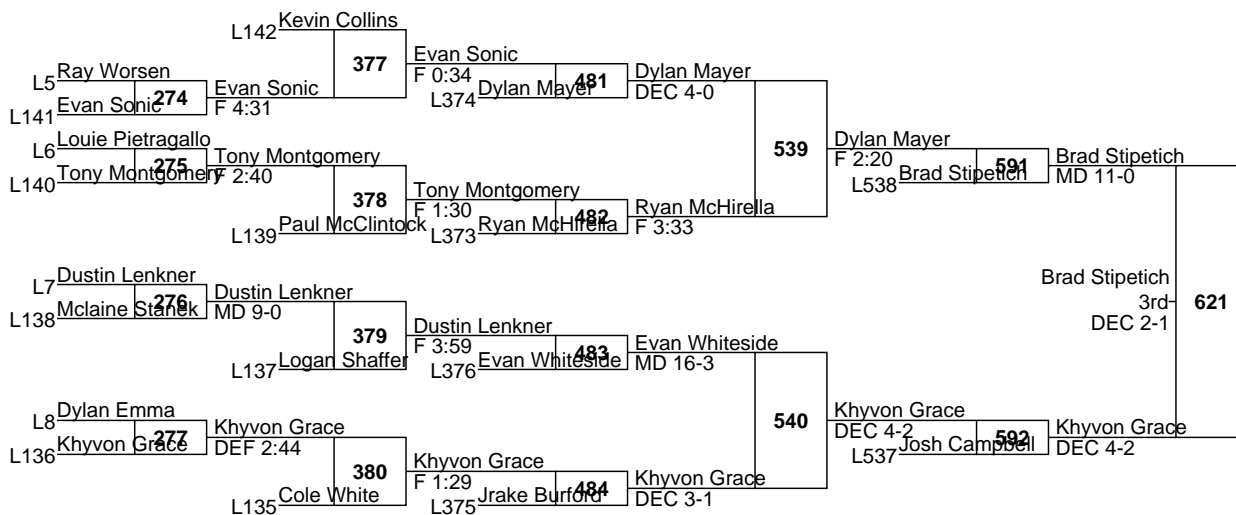 L142 Kevin Collins
377
Evan Sonic
F 0:34
L5 Ray Worsen
274
L141 Evan Sonic
Evan Sonic
F 4:31
L374 Dylan Mayer
481
Dylan Mayer
DEC 4-0
L6 Louie Pietragallo
275
L140 Tony Montgomery
Tony Montgomery
F 2:40
378
L139 Paul McClintock
Tony Montgomery
F 1:30
L373 Ryan McHirella
482
Ryan McHirella
F 3:33
539
Dylan Mayer
F 2:20
L538 Brad Stipetich
591
Brad Stipetich
MD 11-0
L7 Dustin Lenkner
276
L138 Mclaine Stanek
Dustin Lenkner
MD 9-0
379
L137 Logan Shaffer
Dustin Lenkner
F 3:59
L376 Evan Whiteside
483
Evan Whiteside
MD 16-3
L8 Dylan Emma
277
L136 Khyvon Grace
Khyvon Grace
DEF 2:44
380
L135 Cole White
Khyvon Grace
F 1:29
L375 Jrake Burford
484
Khyvon Grace
DEC 3-1
540
Khyvon Grace
DEC 4-2
L537 Josh Campbell
592
Khyvon Grace
DEC 4-2
Brad Stipetich
3rd
DEC 2-1
621